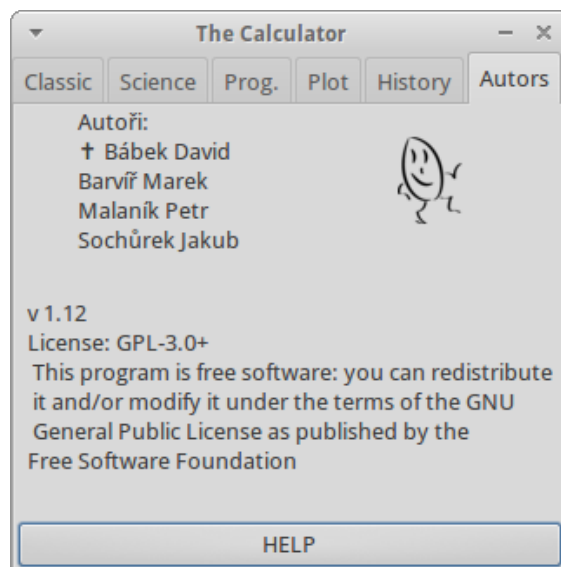 The Calculator
Classic Science Prog. Plot History Autors
Autoři:
✝ Bábek David
Barvíř Marek
Malaník Petr
Sochůrek Jakub
v 1.12
License: GPL-3.0+
This program is free software: you can redistribute
it and/or modify it under the terms of the GNU
General Public License as published by the
Free Software Foundation
HELP